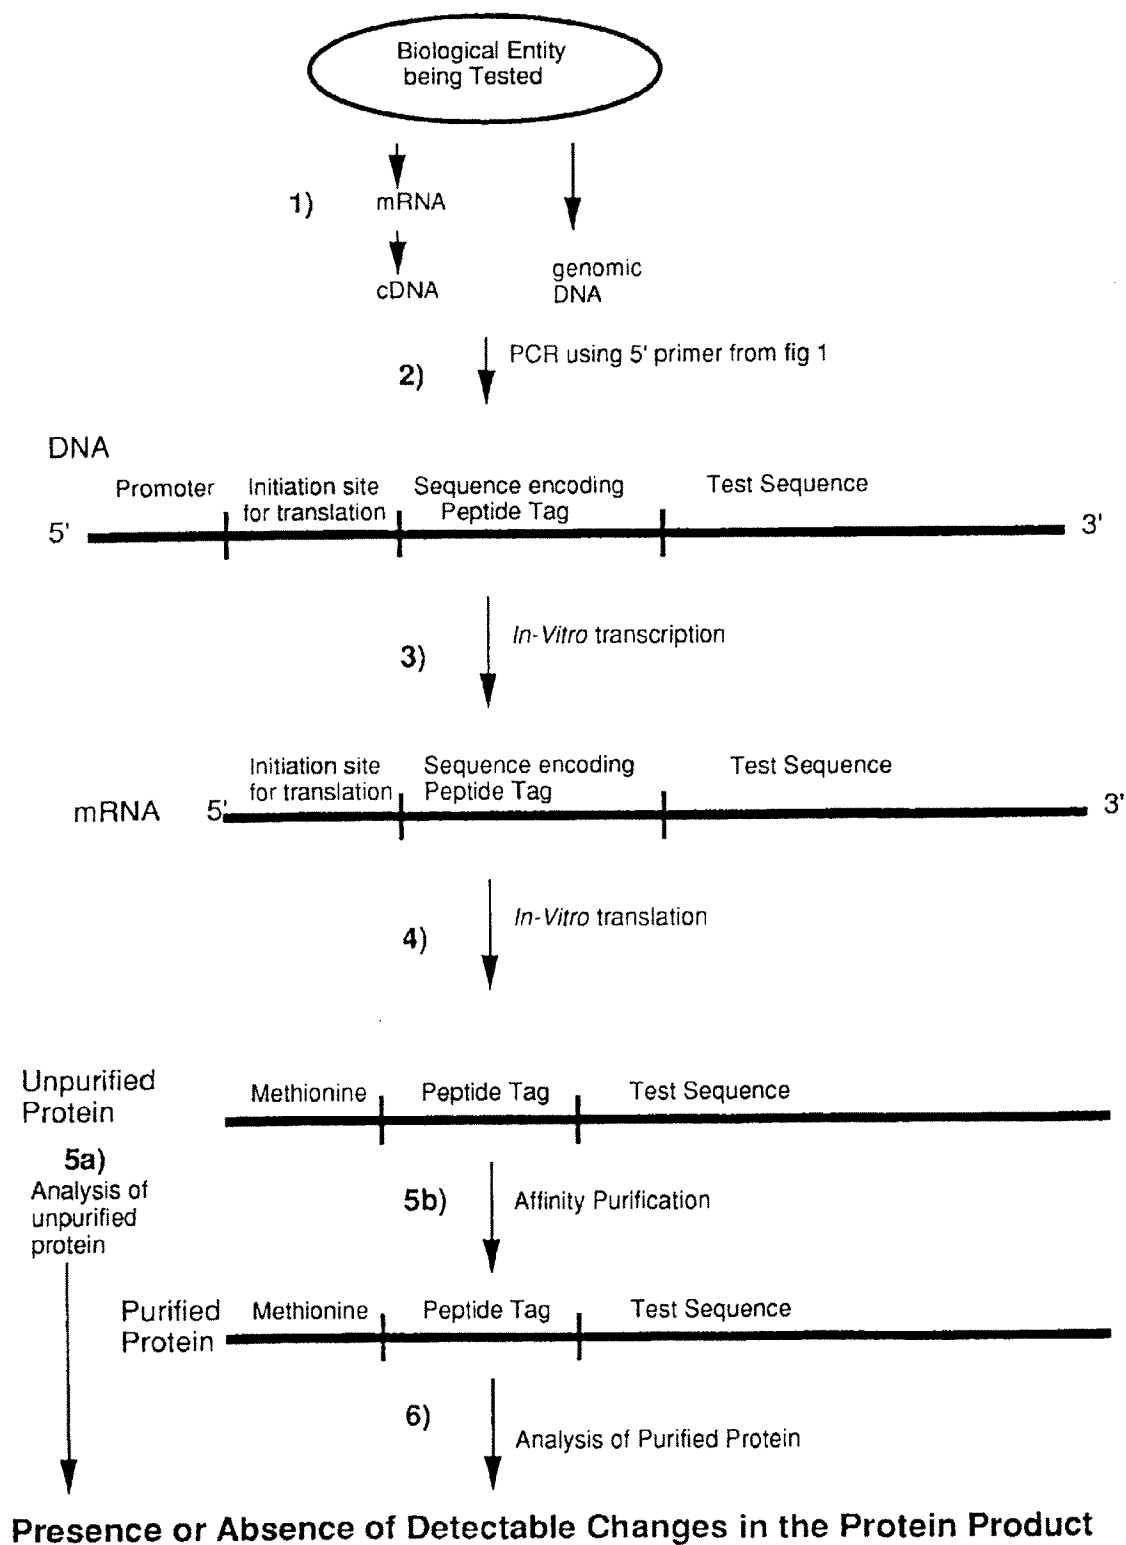 Biological Entity
being Tested
1)
mRNA
cDNA
genomic
DNA
2)
PCR using 5' primer from fig 1
DNA
Promoter
Initiation site
for translation
Sequence encoding
Peptide Tag
Test Sequence
5'
3'
3)
In-Vitro transcription
Initiation site
for translation
Sequence encoding
Peptide Tag
Test Sequence
mRNA
5'
3'
4)
In-Vitro translation
Unpurified
Protein
Methionine
Peptide Tag
Test Sequence
5a)
Analysis of
unpurified
protein
5b)
Affinity Purification
Purified
Protein
Methionine
Peptide Tag
Test Sequence
6)
Analysis of Purified Protein
Presence or Absence of Detectable Changes in the Protein Product